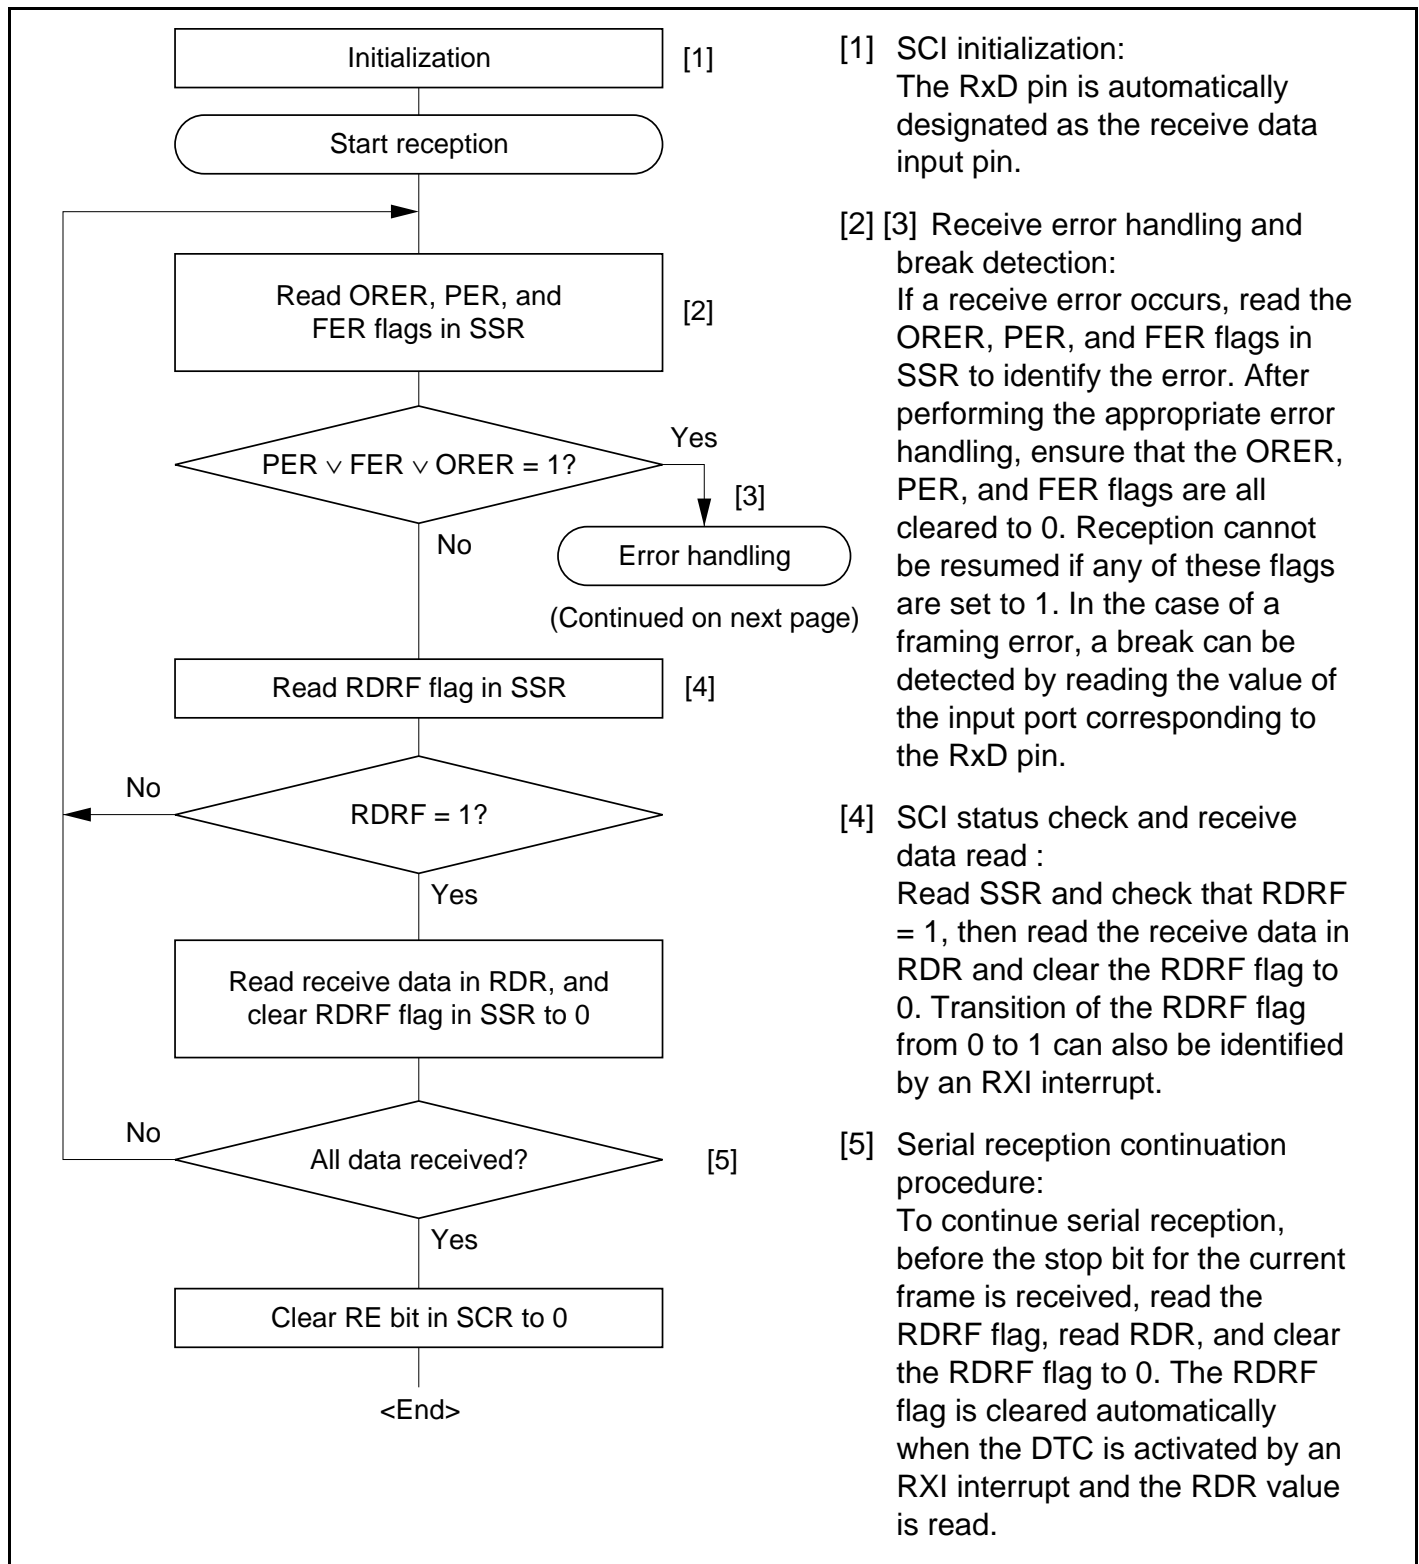 Initialization
[1]
Start reception
Read ORER, PER, and
FER flags in SSR
[2]
PER ∨ FER ∨ ORER = 1?
Yes
[3]
No
Error handling
(Continued on next page)
Read RDRF flag in SSR
[4]
No
RDRF = 1?
Yes
Read receive data in RDR, and
clear RDRF flag in SSR to 0
No
All data received?
[5]
Yes
Clear RE bit in SCR to 0
<End>
[1] SCI initialization:
The RxD pin is automatically
designated as the receive data
input pin.
[2] [3] Receive error handling and
break detection:
If a receive error occurs, read the
ORER, PER, and FER flags in
SSR to identify the error. After
performing the appropriate error
handling, ensure that the ORER,
PER, and FER flags are all
cleared to 0. Reception cannot
be resumed if any of these flags
are set to 1. In the case of a
framing error, a break can be
detected by reading the value of
the input port corresponding to
the RxD pin.
[4] SCI status check and receive
data read :
Read SSR and check that RDRF
= 1, then read the receive data in
RDR and clear the RDRF flag to
0. Transition of the RDRF flag
from 0 to 1 can also be identified
by an RXI interrupt.
[5] Serial reception continuation
procedure:
To continue serial reception,
before the stop bit for the current
frame is received, read the
RDRF flag, read RDR, and clear
the RDRF flag to 0. The RDRF
flag is cleared automatically
when the DTC is activated by an
RXI interrupt and the RDR value
is read.